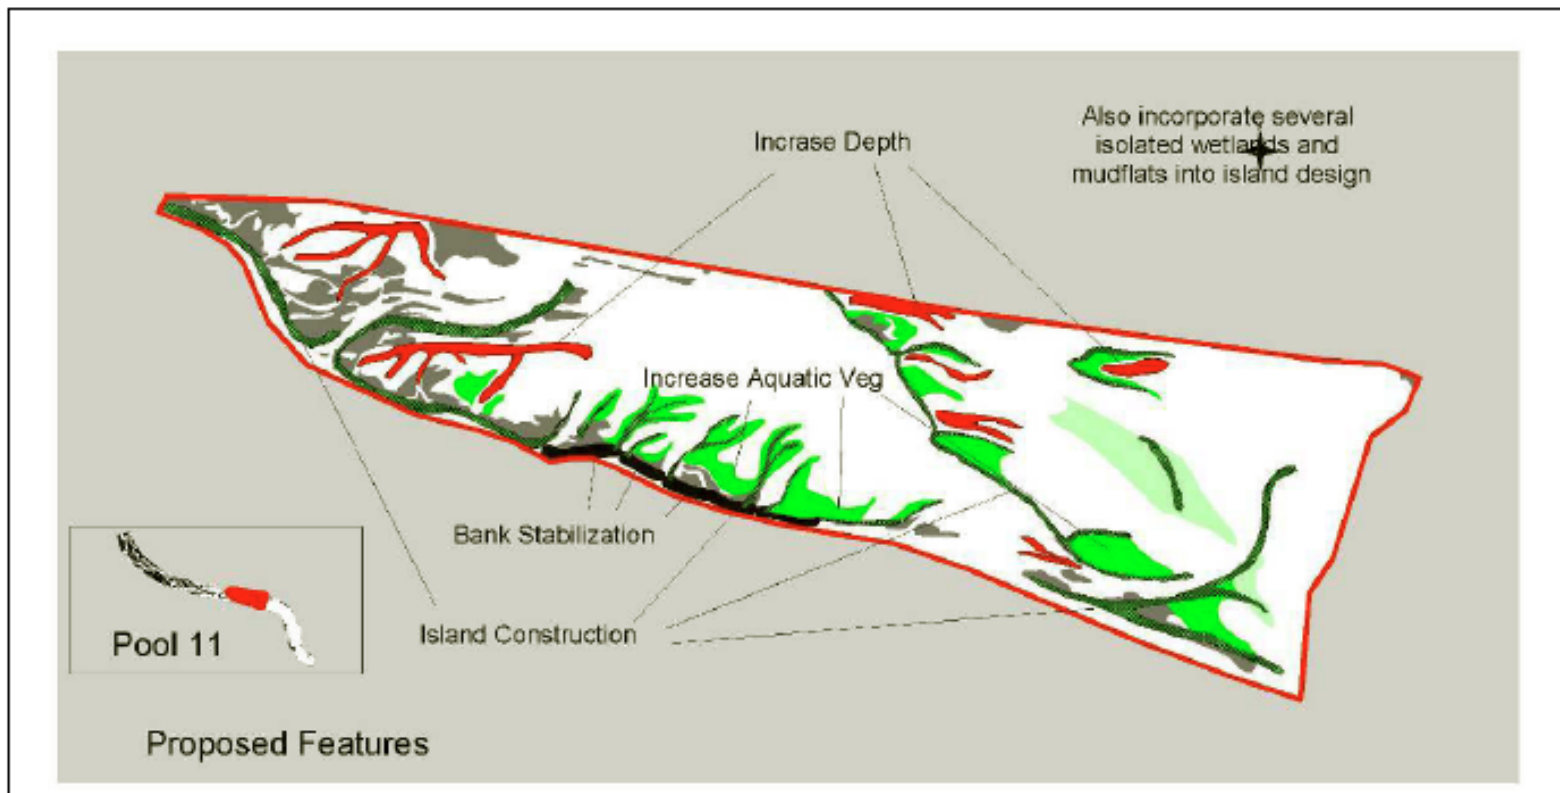 Also incorporate several
isolated wetlands and
mudflats into island design
Incrase Depth
Increase Aquatic Veg
Bank Stabilization
Island Construction
Pool 11
Proposed Features